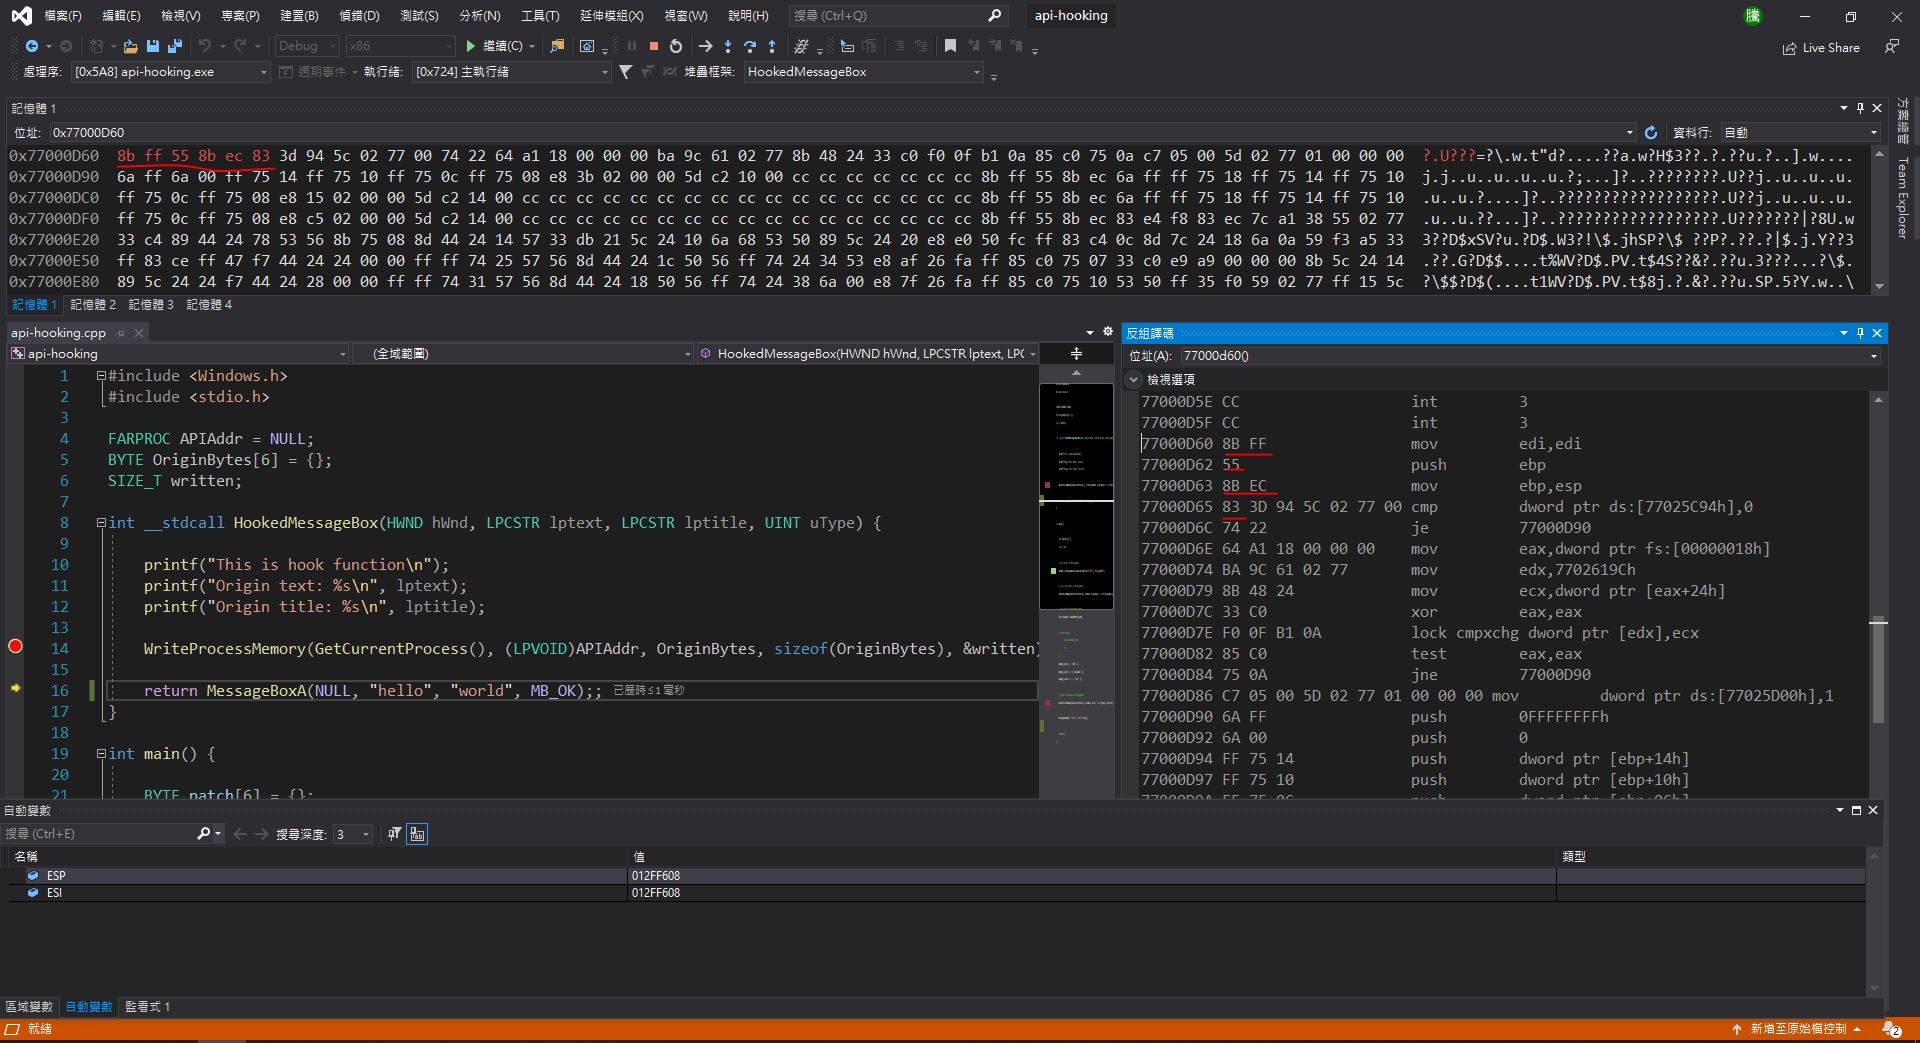 檔案(F) 編輯(E) 檢視(V) 專案(P) 建置(B) 偵錯(D) 測試(S) 分析(N) 工具(T) 延伸模組(X) 視窗(W) 說明(H) 搜尋 (Ctrl+Q) api-hooking 騰
Debug x86 繼續(C) Live Share
處理序: [0x5A8] api-hooking.exe 週期事件 執行緒: [0x724] 主執行緒 堆疊框架: HookedMessageBox
記憶體 1
位址: 0x77000D60 資料行: 自動
0x77000D60 8b ff 55 8b ec 83 3d 94 5c 02 77 00 74 22 64 a1 18 00 00 00 ba 9c 61 02 77 8b 48 24 33 c0 f0 0f b1 0a 85 c0 75 0a c7 05 00 5d 02 77 01 00 00 00 ?.U???=?\.w.t"d?....??a.w?H$3??.?.??u.?..].w....
0x77000D90 6a ff 6a 00 ff 75 14 ff 75 10 ff 75 0c ff 75 08 e8 3b 02 00 00 5d c2 10 00 cc cc cc cc cc cc cc 8b ff 55 8b ec 6a ff ff 75 18 ff 75 14 ff 75 10 j.j..u..u..u..u.?;...]?..???????.U??j..u..u..u.
0x77000DC0 ff 75 0c ff 75 08 e8 15 02 00 00 5d c2 14 00 cc cc cc cc cc cc cc cc cc cc cc cc cc cc cc cc cc 8b ff 55 8b ec 6a ff ff 75 18 ff 75 14 ff 75 10
0x77000DF0 ff 75 0c ff 75 08 e8 c5 02 00 00 5d c2 14 00 cc cc cc cc cc cc cc cc cc cc cc cc cc cc cc cc cc 8b ff 55 8b ec 83 e4 f8 83 ec 7c a1 38 55 02 77
0x77000E20 33 c4 89 44 24 78 53 56 8b 75 08 8d 44 24 14 57 33 db 21 5c 24 10 6a 68 53 50 89 5c 24 20 e8 e0 50 fc ff 83 c4 0c 8d 7c 24 18 6a 0a 59 f3 a5 33 3??D$xSV?u.?D$.W3?!\$.jhSP?\$ ??P?.??.?|$.j.Y??3
0x77000E50 ff 83 ce ff 47 f7 44 24 24 00 00 ff ff 74 25 57 56 8d 44 24 1c 50 56 ff 74 24 34 53 e8 af 26 fa ff 85 c0 75 07 33 c0 e9 a9 00 00 00 8b 5c 24 14 .??.G?D$$....t%WV?D$.PV.t$4S??&?.??u.3???...?\$.
0x77000E80 89 5c 24 24 f7 44 24 28 00 00 ff ff 74 31 57 56 8d 44 24 18 50 56 ff 74 24 38 6a 00 e8 7f 26 fa ff 85 c0 75 10 53 50 ff 35 f0 59 02 77 ff 15 5c ?\$$?D$(....t1WV?D$.PV.t$8j.?.&?.??u.SP.5?Y.w..\
記憶體 1 記憶體 2 記憶體 3 記憶體 4
方案總管
Team Explorer
api-hooking.cpp
api-hooking (全域範圍) HookedMessageBox(HWND hWnd, LPCSTR lptext, LPC
1 #include <Windows.h>
2 #include <stdio.h>
3
4 FARPROC APIAddr = NULL;
5 BYTE OriginBytes[6] = {};
6 SIZE_T written;
7
8 int __stdcall HookedMessageBox(HWND hWnd, LPCSTR lptext, LPCSTR lptitle, UINT uType) {
9
10 printf("This is hook function\n");
11 printf("Origin text: %s\n", lptext);
12 printf("Origin title: %s\n", lptitle);
13
14 WriteProcessMemory(GetCurrentProcess(), (LPVOID)APIAddr, OriginBytes, sizeof(OriginBytes), &written)
15
16 return MessageBoxA(NULL, "hello", "world", MB_OK);; 已歷時 ≤ 1 毫秒
17 }
18
19 int main() {
20
21 BYTE patch[6] = {};
反組譯碼
位址(A): 77000d60()
檢視選項
77000D5E CC int 3
77000D5F CC int 3
77000D60 8B FF mov edi,edi
77000D62 55 push ebp
77000D63 8B EC mov ebp,esp
77000D65 83 3D 94 5C 02 77 00 cmp dword ptr ds:[77025C94h],0
77000D6C 74 22 je 77000D90
77000D6E 64 A1 18 00 00 00 mov eax,dword ptr fs:[00000018h]
77000D74 BA 9C 61 02 77 mov edx,7702619Ch
77000D79 8B 48 24 mov ecx,dword ptr [eax+24h]
77000D7C 33 C0 xor eax,eax
77000D7E F0 0F B1 0A lock cmpxchg dword ptr [edx],ecx
77000D82 85 C0 test eax,eax
77000D84 75 0A jne 77000D90
77000D86 C7 05 00 5D 02 77 01 00 00 00 mov dword ptr ds:[77025D00h],1
77000D90 6A FF push 0FFFFFFFFh
77000D92 6A 00 push 0
77000D94 FF 75 14 push dword ptr [ebp+14h]
77000D97 FF 75 10 push dword ptr [ebp+10h]
77000D9A FF 75 0C push dword ptr [ebp+0Ch]
自動變數
搜尋 (Ctrl+E) 搜尋深度: 3
名稱 值 類型
ESP 012FF608
ESI 012FF608
區域變數 自動變數 監看式 1
就緒 新增至原始檔控制 2